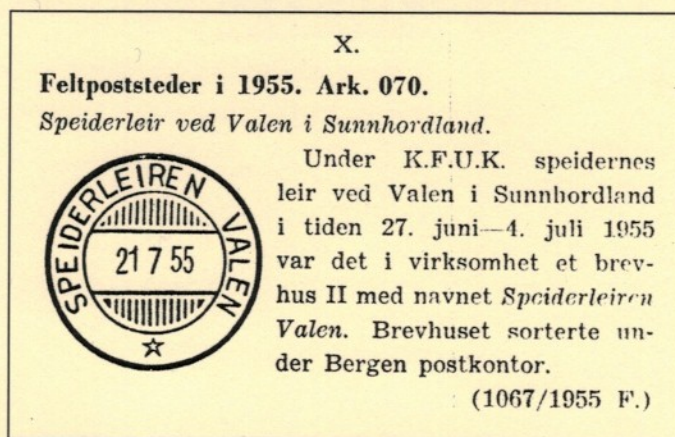 X.
Feltpoststeder i 1955. Ark. 070.
Speiderleir ved Valen i Sunnhordland.
SPEIDERLEIREN VALEN
21 7 55
Under K.F.U.K. speidernes
leir ved Valen i Sunnhordland
i tiden 27. juni—4. juli 1955
var det i virksomhet et brev-
hus II med navnet Speiderleiren
Valen. Brevhuset sorterte un-
der Bergen postkontor.
(1067/1955 F.)